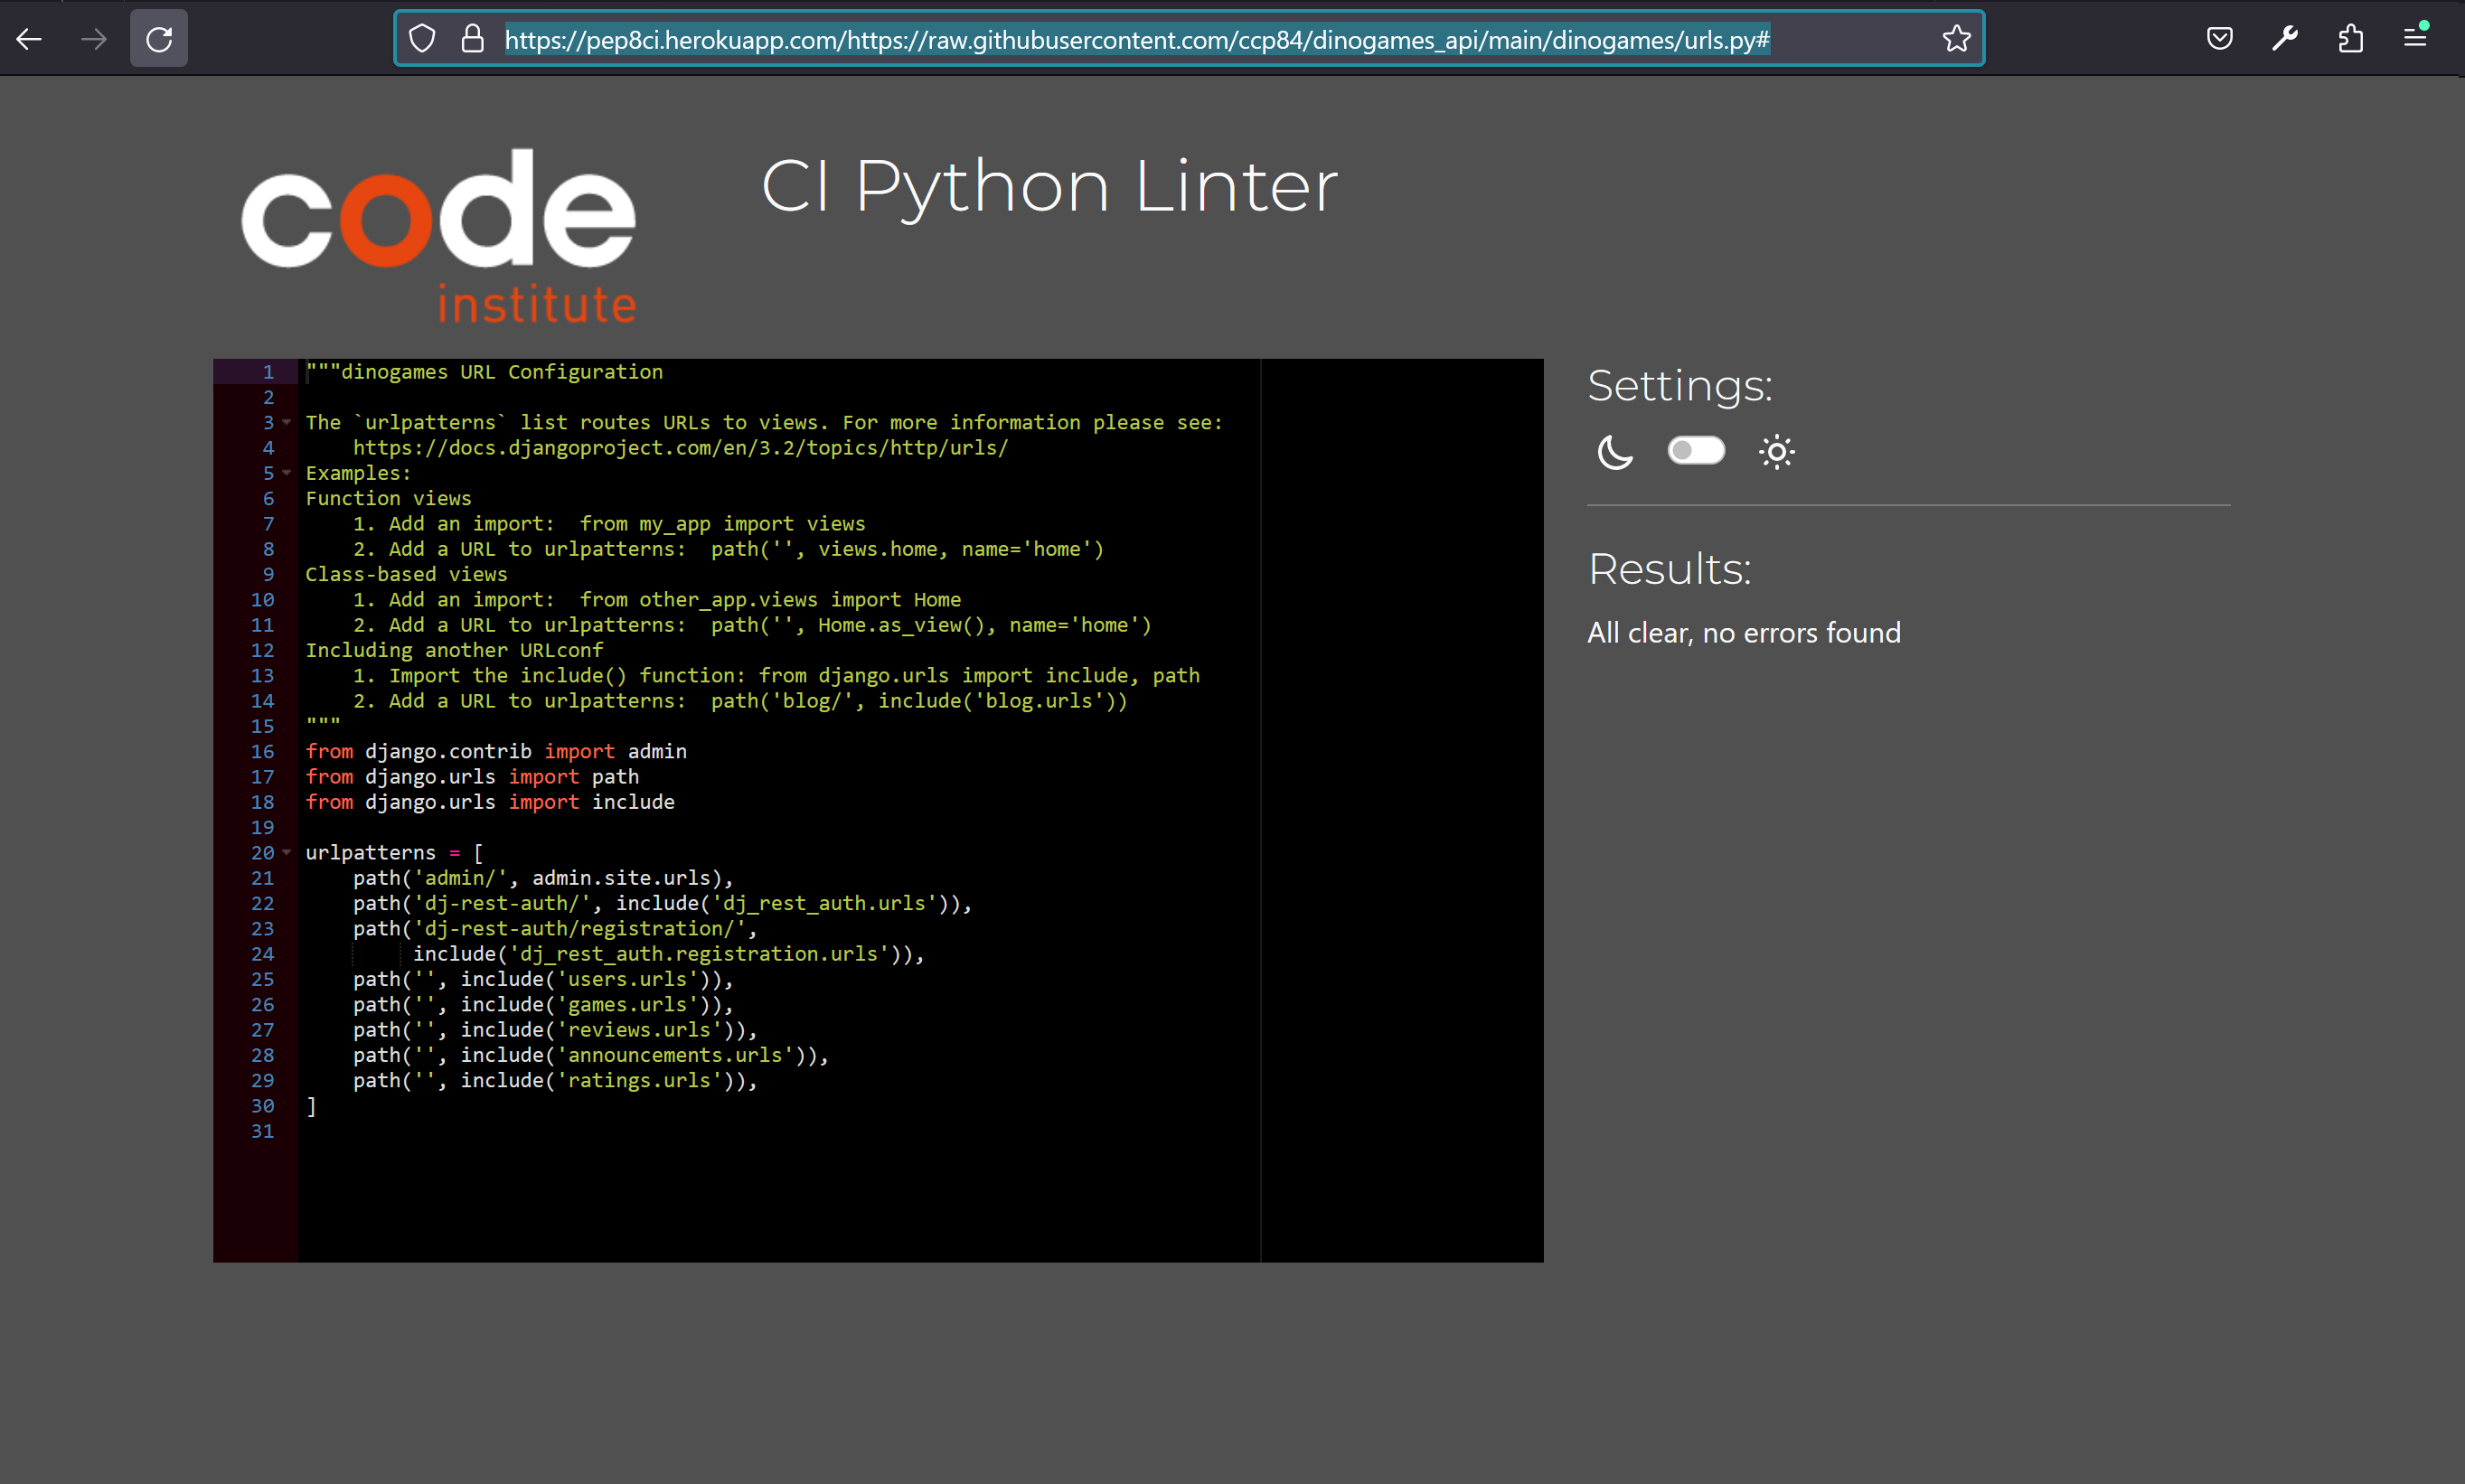 https://pep8ci.herokuapp.com/https://raw.githubusercontent.com/ccp84/dinogames_api/main/dinogames/urls.py#
code
institute
CI Python Linter
1 """dinogames URL Configuration
2
3 The `urlpatterns` list routes URLs to views. For more information please see:
4     https://docs.djangoproject.com/en/3.2/topics/http/urls/
5 Examples:
6 Function views
7     1. Add an import:  from my_app import views
8     2. Add a URL to urlpatterns:  path('', views.home, name='home')
9 Class-based views
10     1. Add an import:  from other_app.views import Home
11     2. Add a URL to urlpatterns:  path('', Home.as_view(), name='home')
12 Including another URLconf
13     1. Import the include() function: from django.urls import include, path
14     2. Add a URL to urlpatterns:  path('blog/', include('blog.urls'))
15 """
16 from django.contrib import admin
17 from django.urls import path
18 from django.urls import include
19
20 urlpatterns = [
21     path('admin/', admin.site.urls),
22     path('dj-rest-auth/', include('dj_rest_auth.urls')),
23     path('dj-rest-auth/registration/',
24          include('dj_rest_auth.registration.urls')),
25     path('', include('users.urls')),
26     path('', include('games.urls')),
27     path('', include('reviews.urls')),
28     path('', include('announcements.urls')),
29     path('', include('ratings.urls')),
30 ]
31
Settings:
Results:
All clear, no errors found